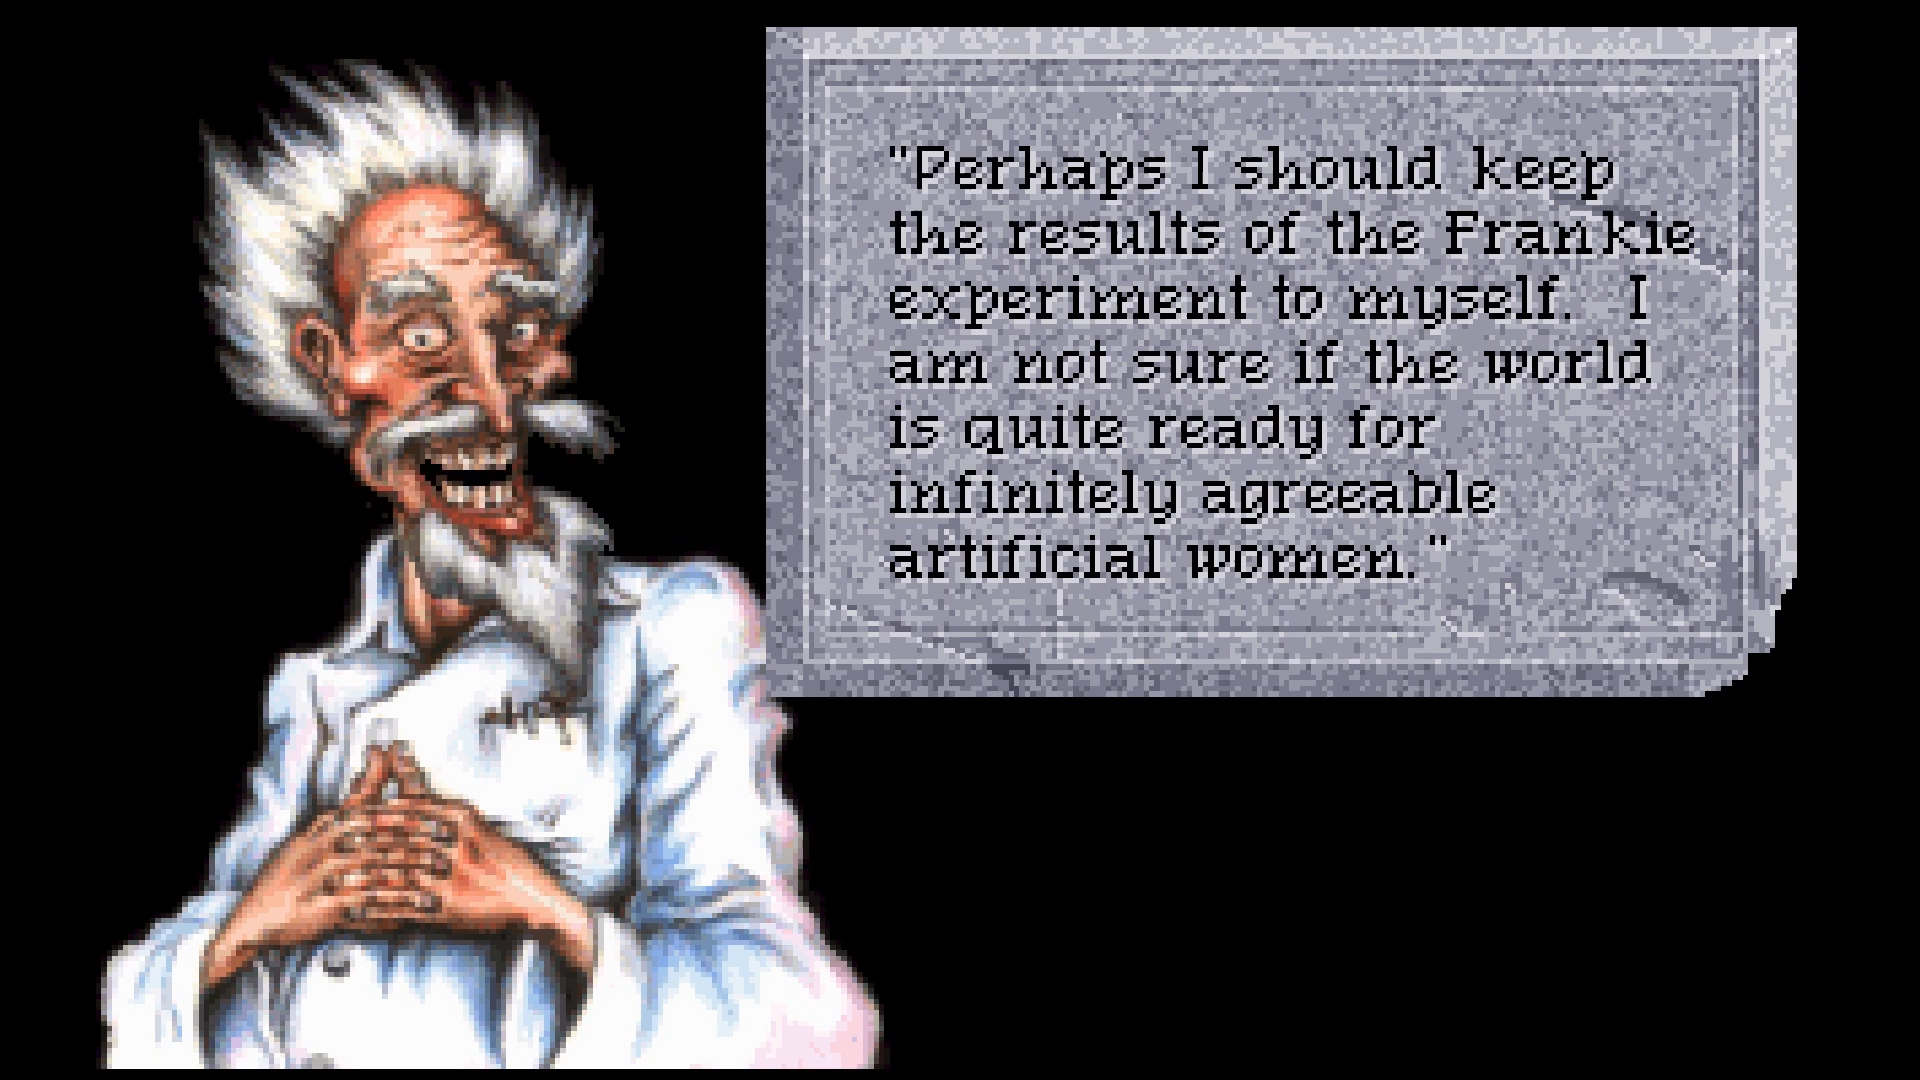 "Perhaps I should keep
the results of the Frankie
experiment to myself.  I
am not sure if the world
is quite ready for
infinitely agreeable
artificial women."